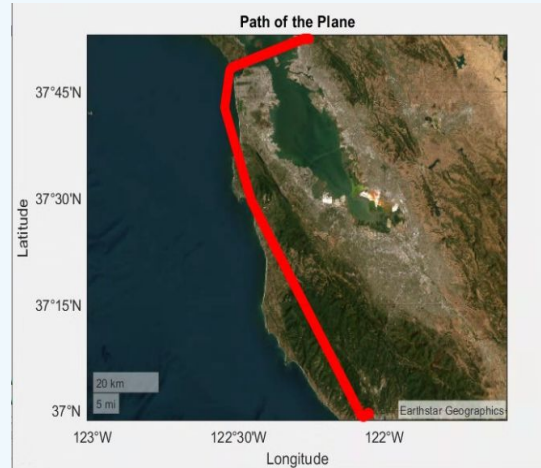 Path of the Plane
37°45'N
37°30'N
37°15'N
37°N
Latitude
20 km
5 mi
Earthstar Geographics
123°W
122°30'W
122°W
Longitude